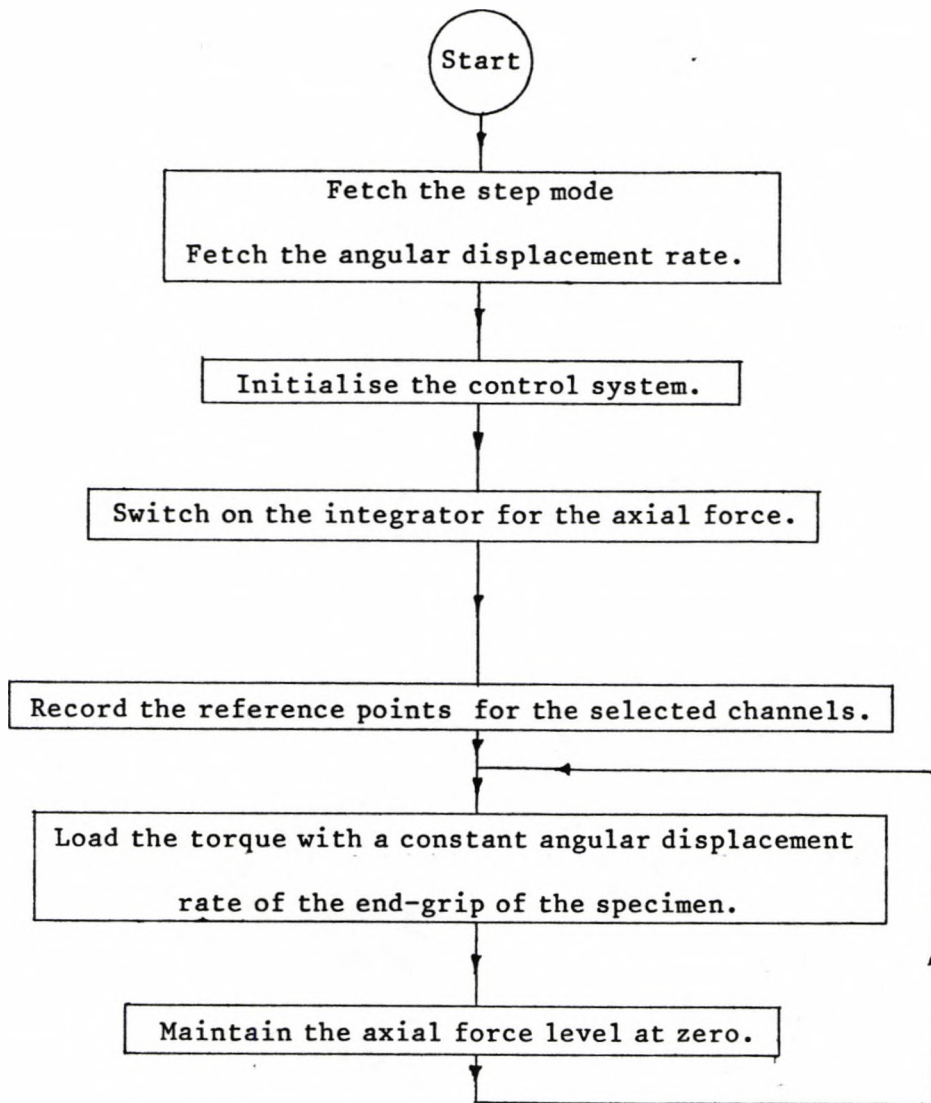 Start
Fetch the step mode
Fetch the angular displacement rate.
Initialise the control system.
Switch on the integrator for the axial force.
Record the reference points for the selected channels.
Load the torque with a constant angular displacement
rate of the end-grip of the specimen.
Maintain the axial force level at zero.